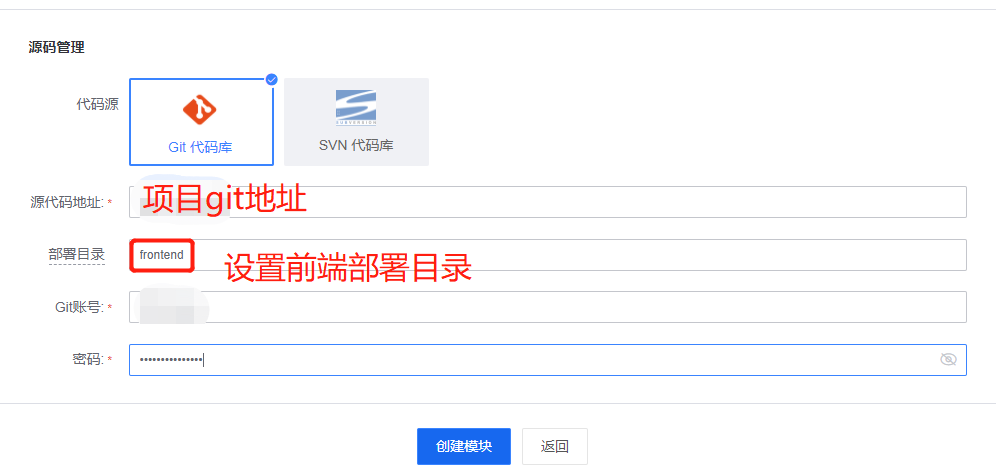 源码管理
代码源
Git 代码库
SUBVERSION
SVN 代码库
源代码地址: *
项目git地址
部署目录
frontend
设置前端部署目录
Git账号: *
密码: *
•••••••••••••••
创建模块
返回